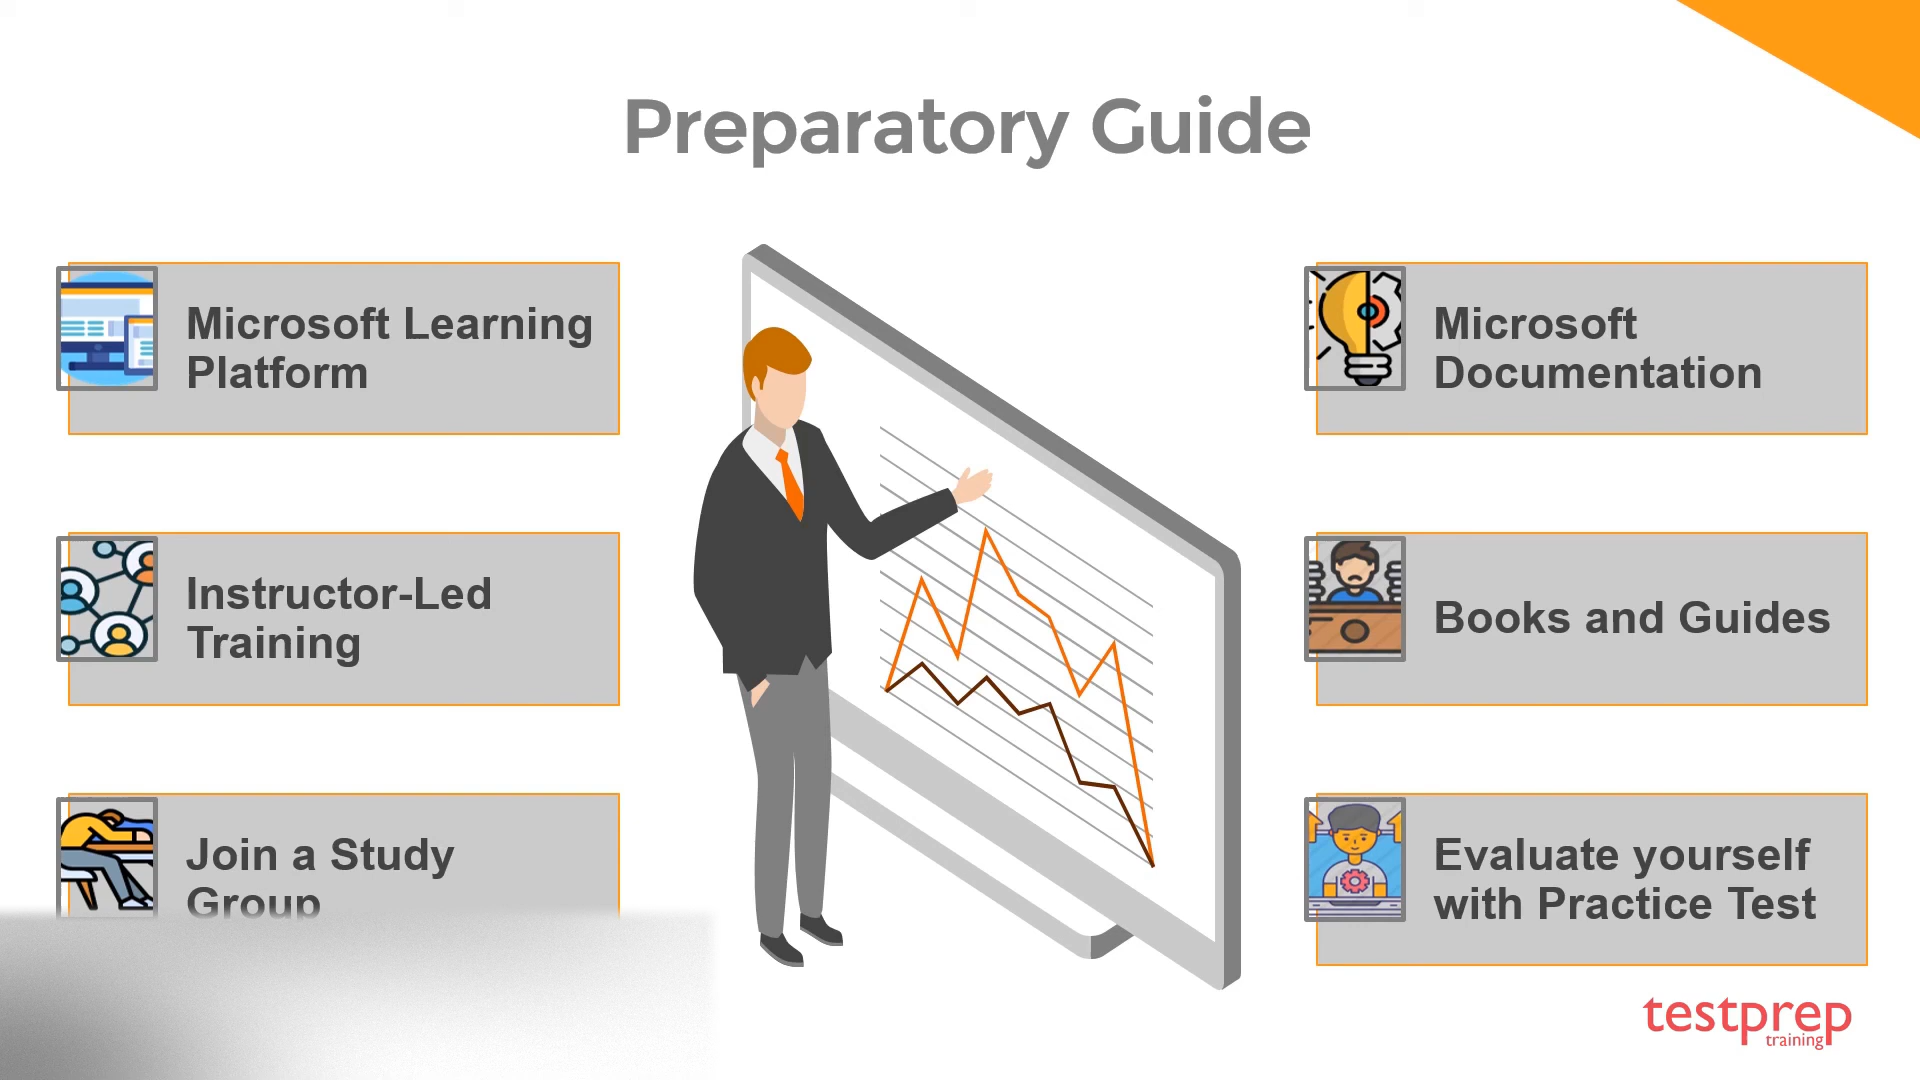 Preparatory Guide
Microsoft Learning
Platform
Instructor-Led
Training
Join a Study
Group
Microsoft
Documentation
Books and Guides
Evaluate yourself
with Practice Test
testprep
training